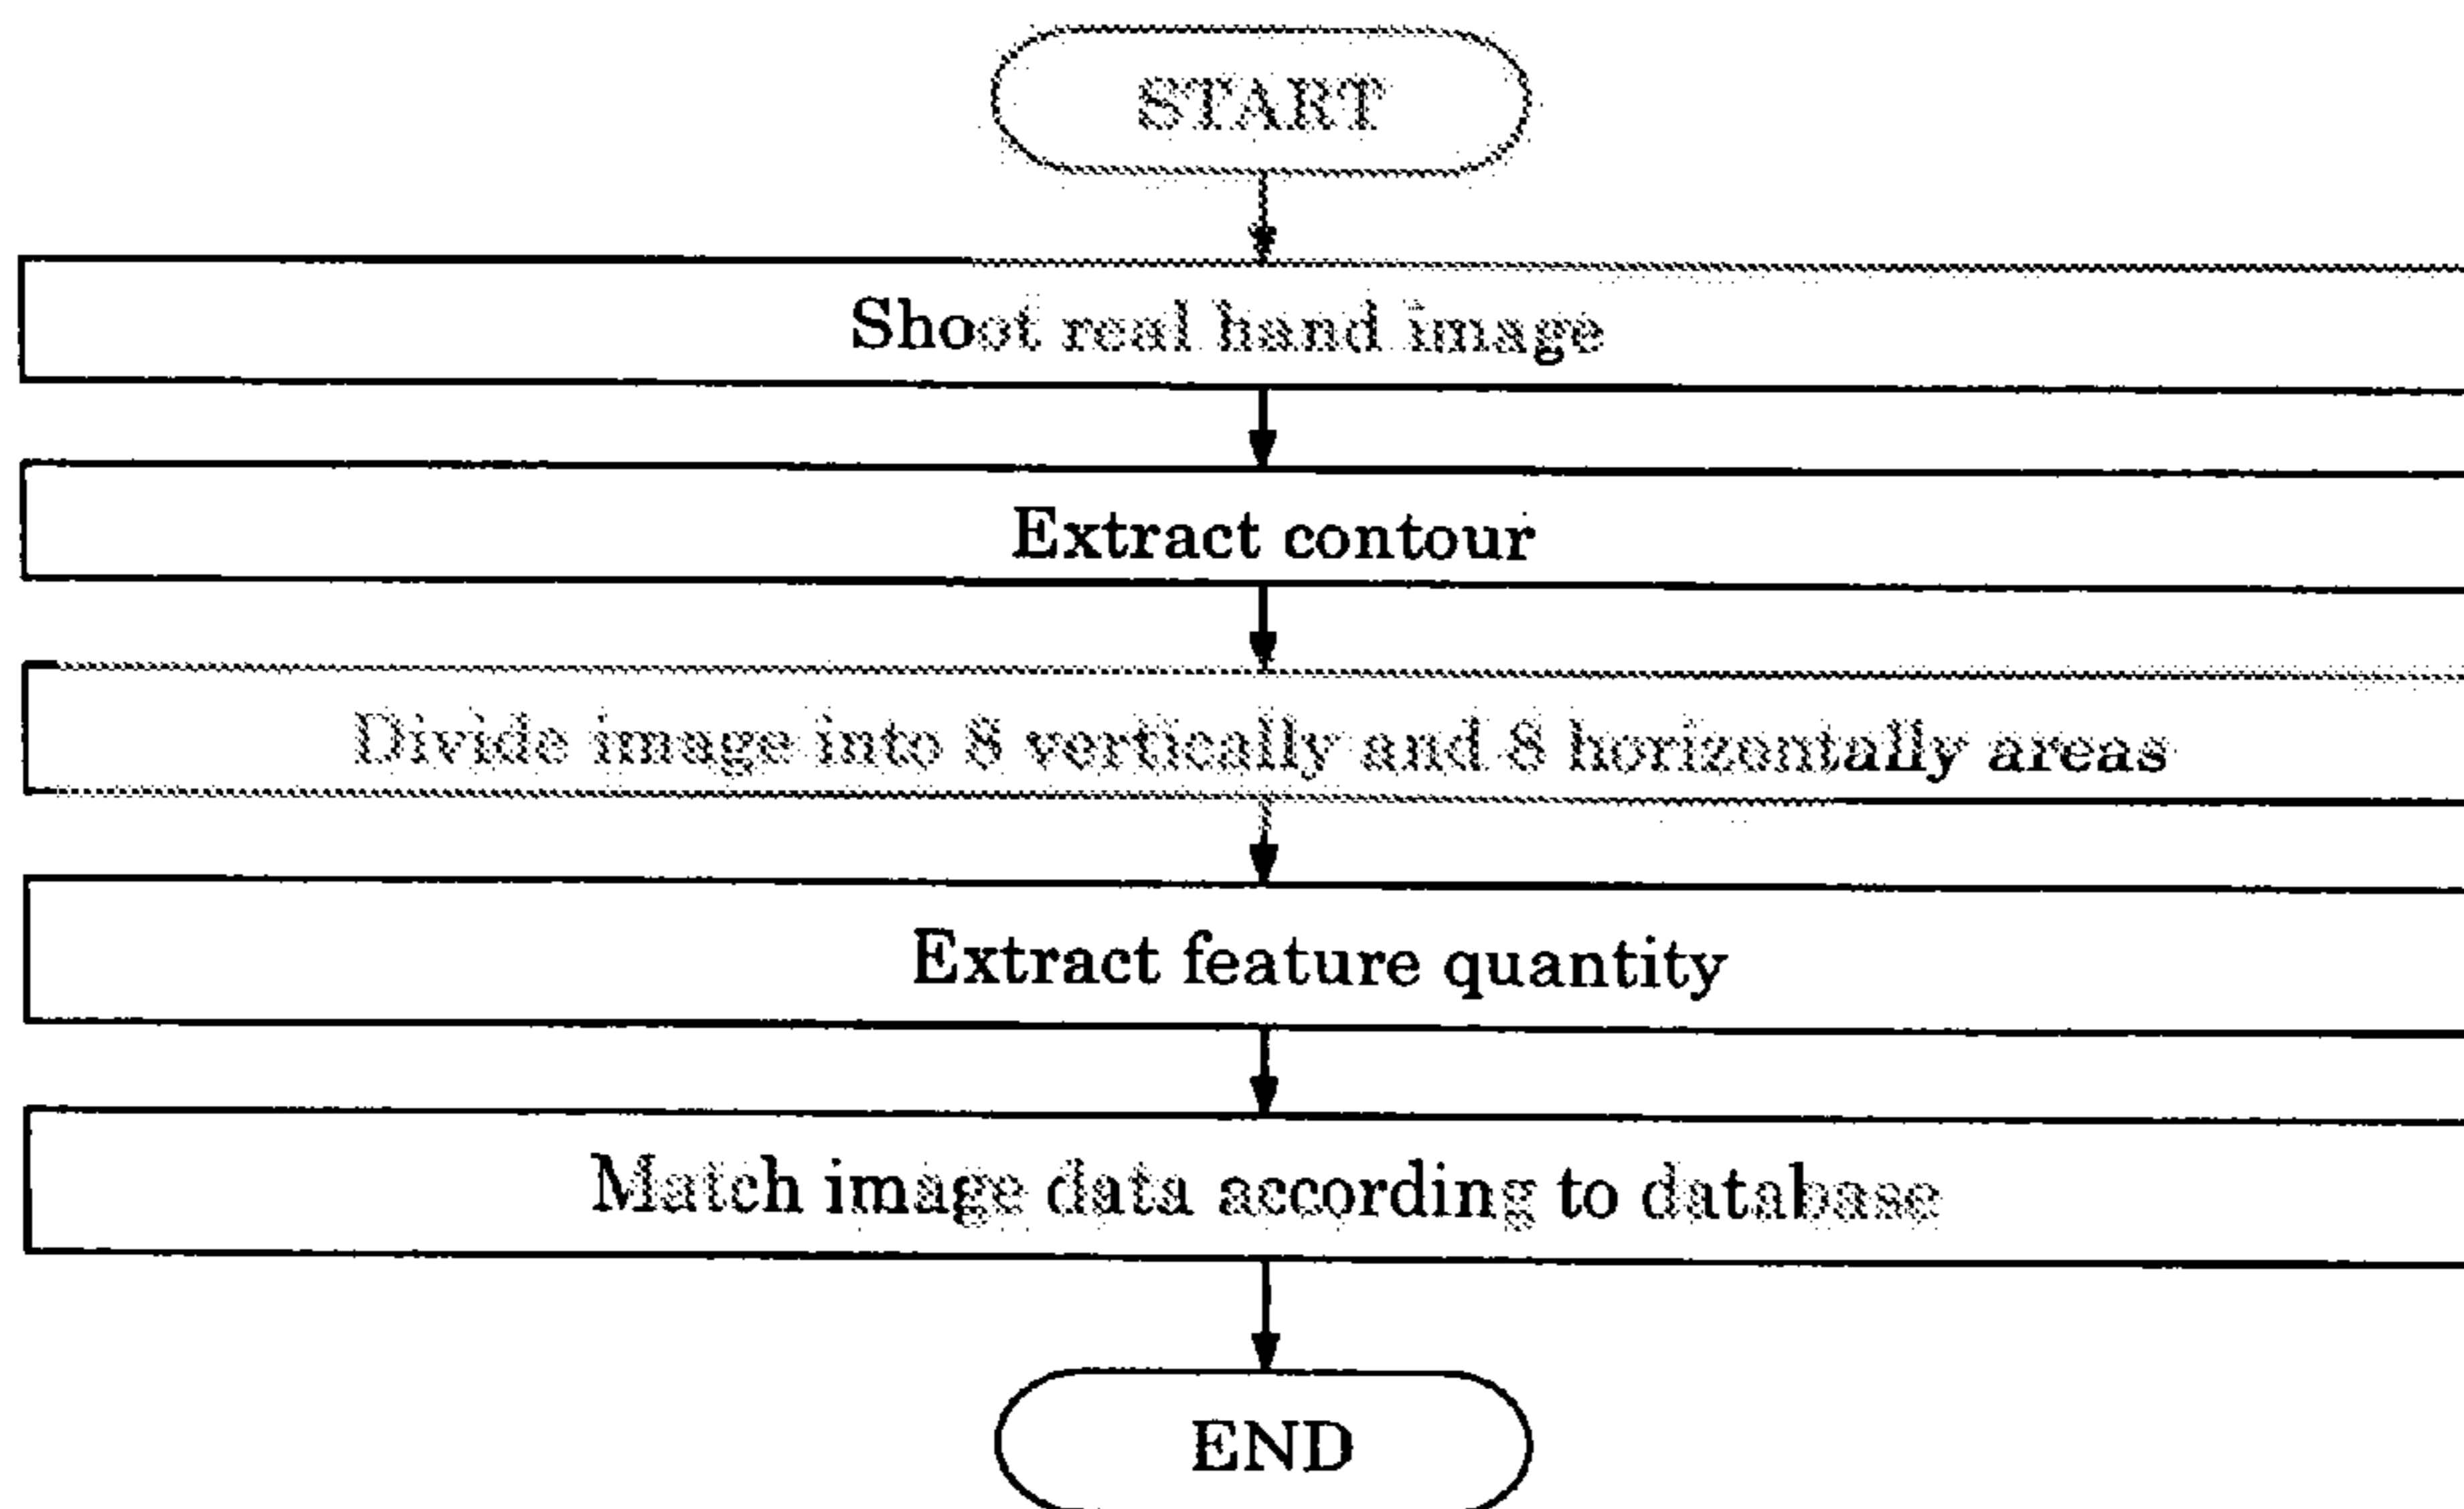 START
Shoot real hand image
Extract contour
Divide image into 8 vertically and 8 horizontally areas
Extract feature quantity
Match image data according to database
END